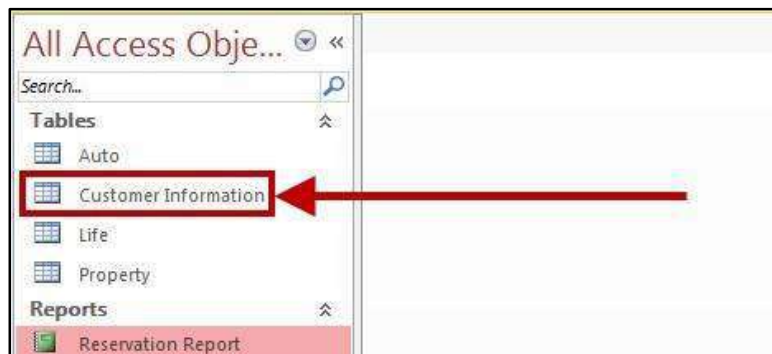 All Access Obje...
Search...
Tables
Auto
Customer Information
Life
Property
Reports
Reservation Report